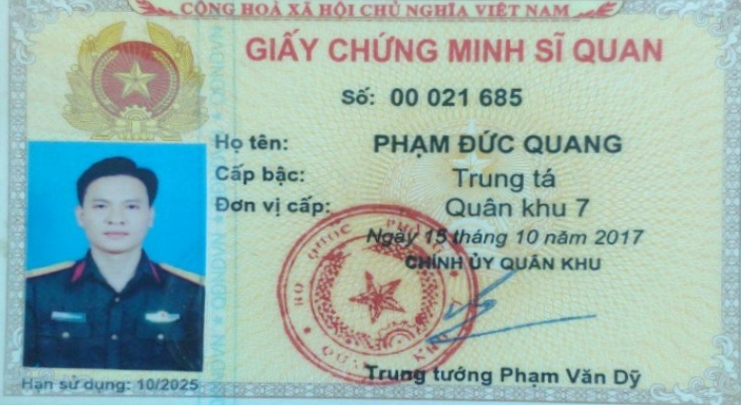 CỘNG HOÀ XÃ HỘI CHỦ NGHĨA VIỆT NAM
GIẤY CHỨNG MINH SĨ QUAN
Số: 00 021 685
Họ tên: PHẠM ĐỨC QUANG
Cấp bậc: Trung tá
Đơn vị cấp: Quân khu 7
Ngày 15 tháng 10 năm 2017
CHÍNH ỦY QUÂN KHU
BỘ QUỐC PHÒNG
QUÂN KHU
Trung tướng Phạm Văn Dỹ
Hạn sử dụng: 10/2025
QDNDVN ★ QDNDVN